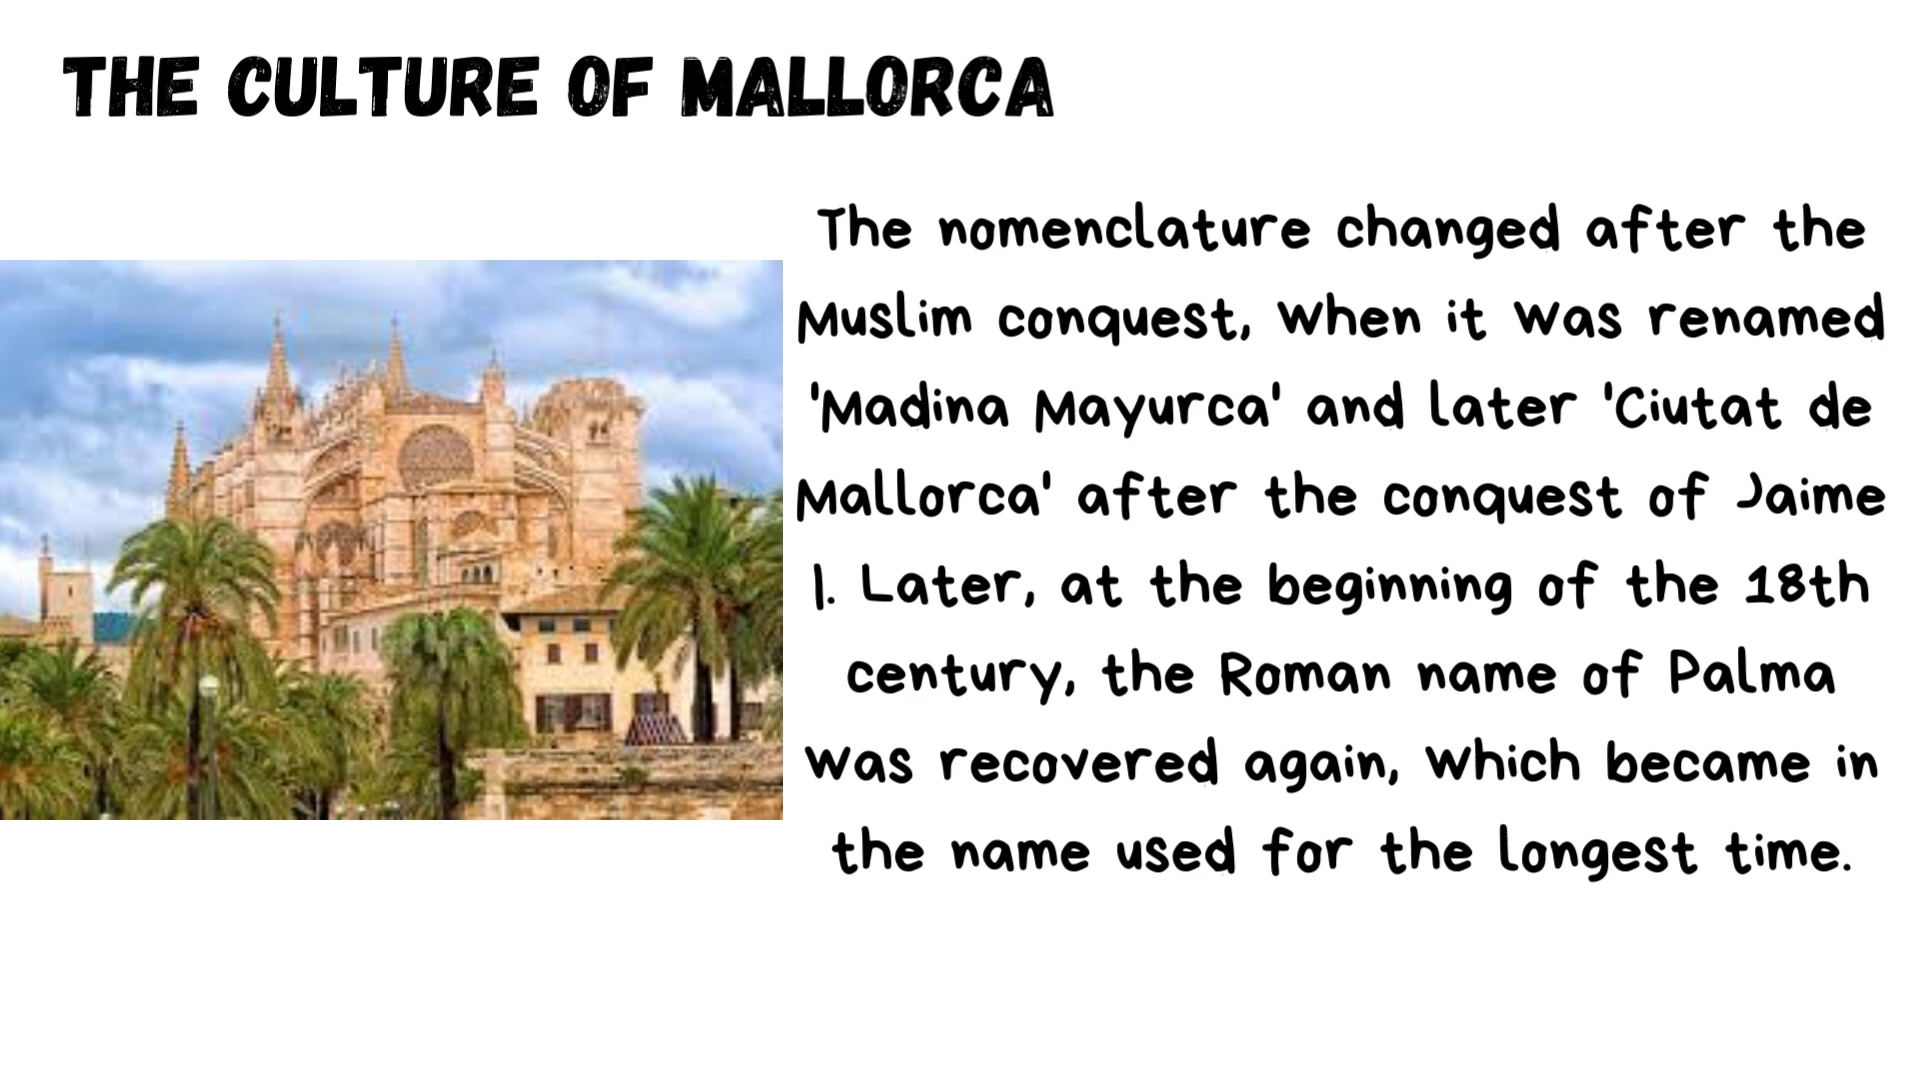 THE CULTURE OF MALLORCA
The nomenclature changed after the
Muslim conquest, when it was renamed
'Madina Mayurca' and later 'Ciutat de
Mallorca' after the conquest of Jaime
I. Later, at the beginning of the 18th
century, the Roman name of Palma
was recovered again, which became in
the name used for the longest time.